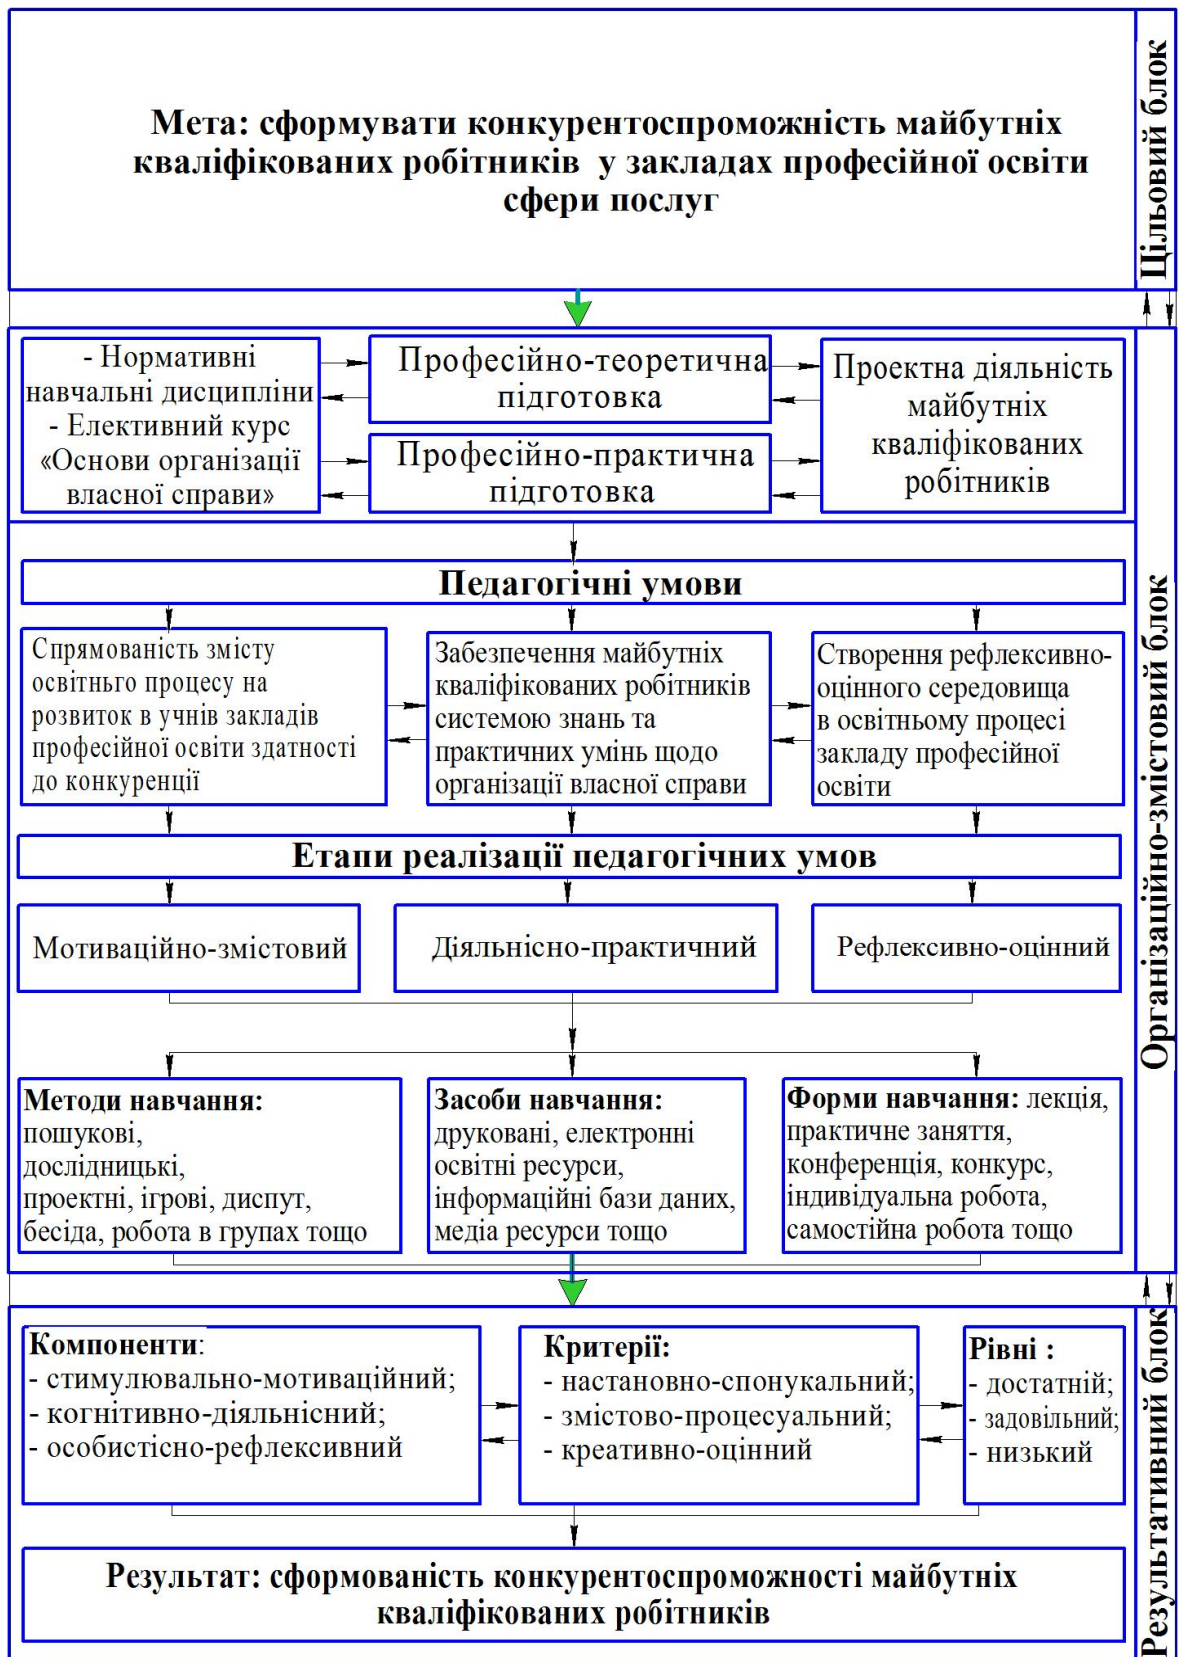 Мета: сформувати конкурентоспроможність майбутніх
кваліфікованих робітників у закладах професійної освіти
сфери послуг
Цільовий блок
- Нормативні
навчальні дисципліни
- Елективний курс
«Основи організації
власної справи»
Професійно-теоретична
підготовка
Професійно-практична
підготовка
Проектна діяльність
майбутніх
кваліфікованих
робітників
Педагогічні умови
Спрямованість змісту
освітнього процесу на
розвиток в учнів закладів
професійної освіти здатності
до конкуренції
Забезпечення майбутніх
кваліфікованих робітників
системою знань та
практичних умінь щодо
організації власної справи
Створення рефлексивно-
оцінного середовища
в освітньому процесі
закладу професійної
освіти
Етапи реалізації педагогічних умов
Мотиваційно-змістовий
Діяльнісно-практичний
Рефлексивно-оцінний
Методи навчання:
пошукові,
дослідницькі,
проектні, ігрові, диспут,
бесіда, робота в групах тощо
Засоби навчання:
друковані, електронні
освітні ресурси,
інформаційні бази даних,
медіа ресурси тощо
Форми навчання: лекція,
практичне заняття,
конференція, конкурс,
індивідуальна робота,
самостійна робота тощо
Організаційно-змістовий блок
Компоненти:
- стимулювально-мотиваційний;
- когнітивно-діяльнісний;
- особистісно-рефлексивний
Критерії:
- настановно-спонукальний;
- змістово-процесуальний;
- креативно-оцінний
Рівні :
- достатній;
- задовільний;
- низький
Результат: сформованість конкурентоспроможності майбутніх
кваліфікованих робітників
Результативний блок